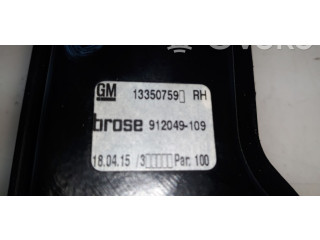 GM 13350759▯ RH
brose 912049-109
18.04.15 /3▯▯▯▯▯ Par: 100